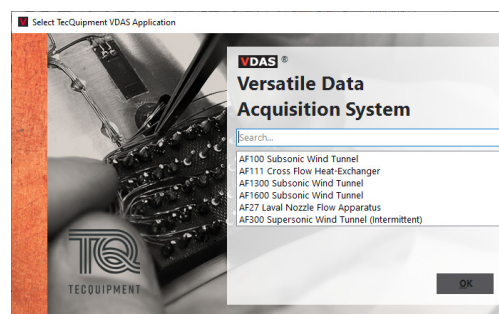 Select TecQuipment VDAS Application
VDAS ®
Versatile Data
Acquisition System
Search...
AF100 Subsonic Wind Tunnel
AF111 Cross Flow Heat-Exchanger
AF1300 Subsonic Wind Tunnel
AF1600 Subsonic Wind Tunnel
AF27 Laval Nozzle Flow Apparatus
AF300 Supersonic Wind Tunnel (Intermittent)
TQ
TECQUIPMENT
OK